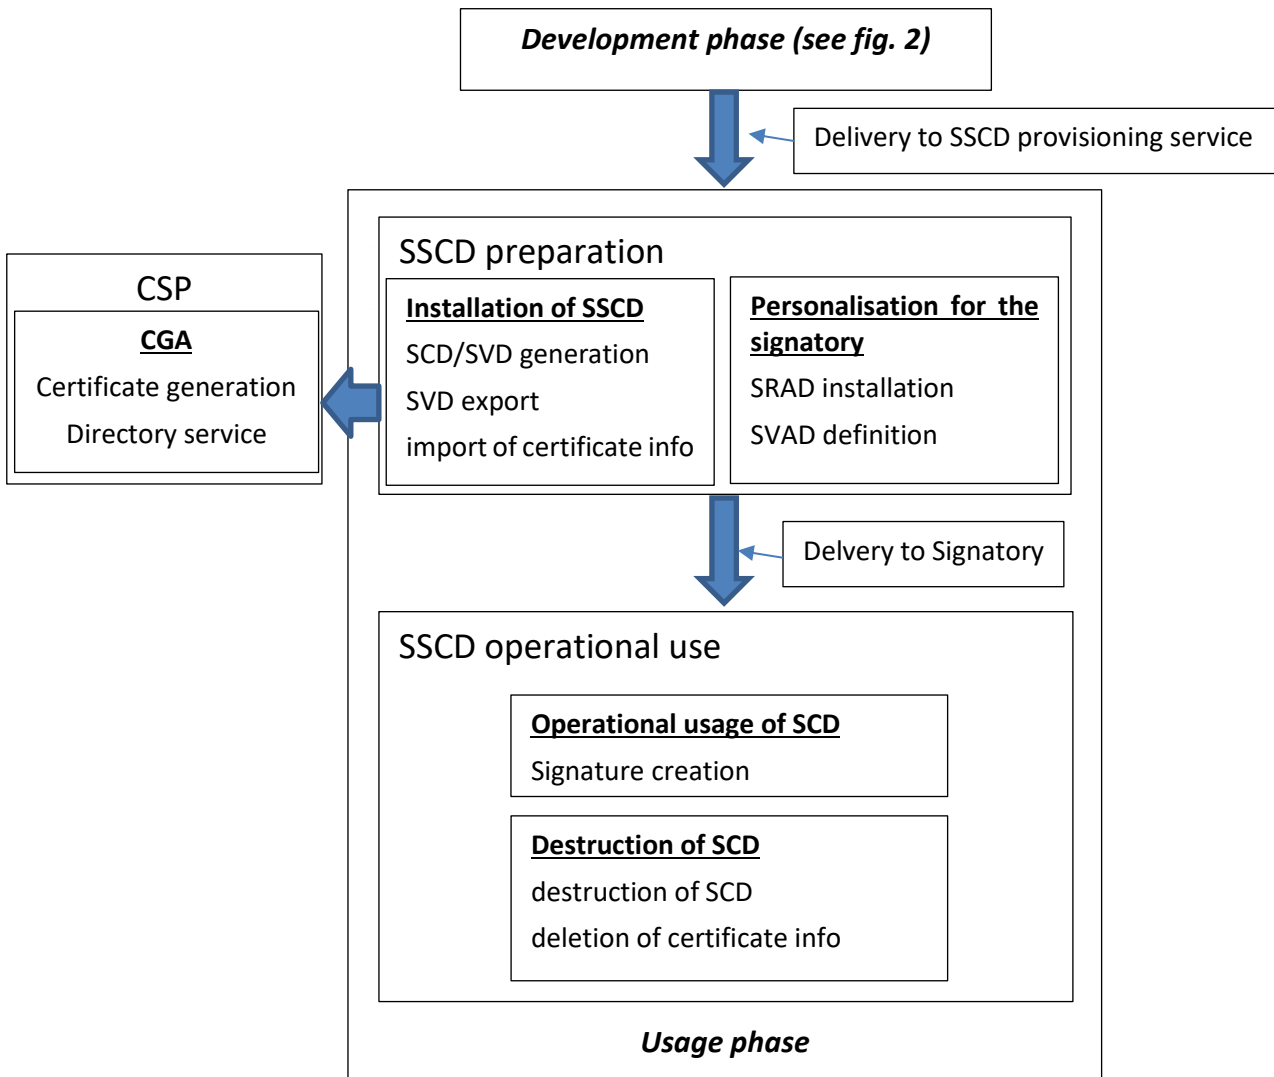 Development phase (see fig. 2)
Delivery to SSCD provisioning service
SSCD preparation
CSP
CGA
Certificate generation
Directory service
Installation of SSCD
SCD/SVD generation
SVD export
import of certificate info
Personalisation for the
signatory
SRAD installation
SVAD definition
Delvery to Signatory
SSCD operational use
Operational usage of SCD
Signature creation
Destruction of SCD
destruction of SCD
deletion of certificate info
Usage phase